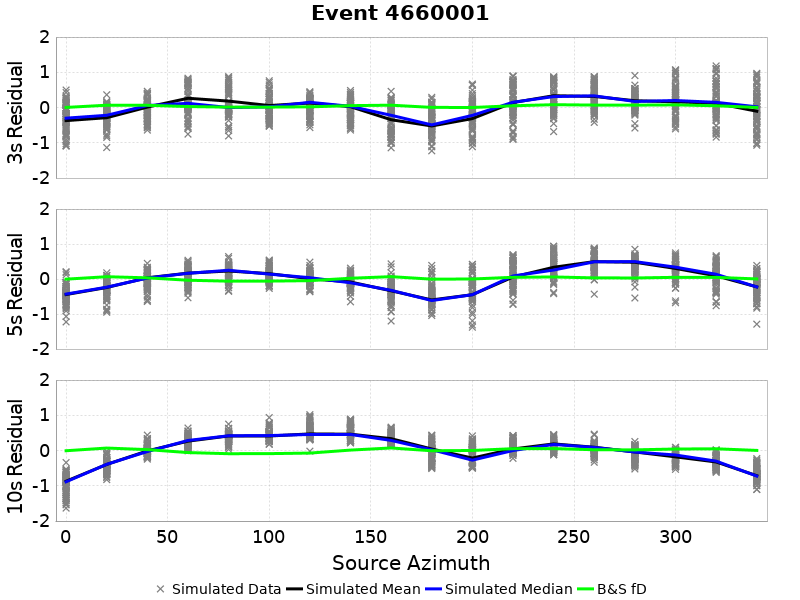 Event 4660001
3s Residual
2
1
0
-1
-2
5s Residual
2
1
0
-1
-2
10s Residual
2
1
0
-1
-2
0 50 100 150 200 250 300
Source Azimuth
Simulated Data Simulated Mean Simulated Median B&S fD